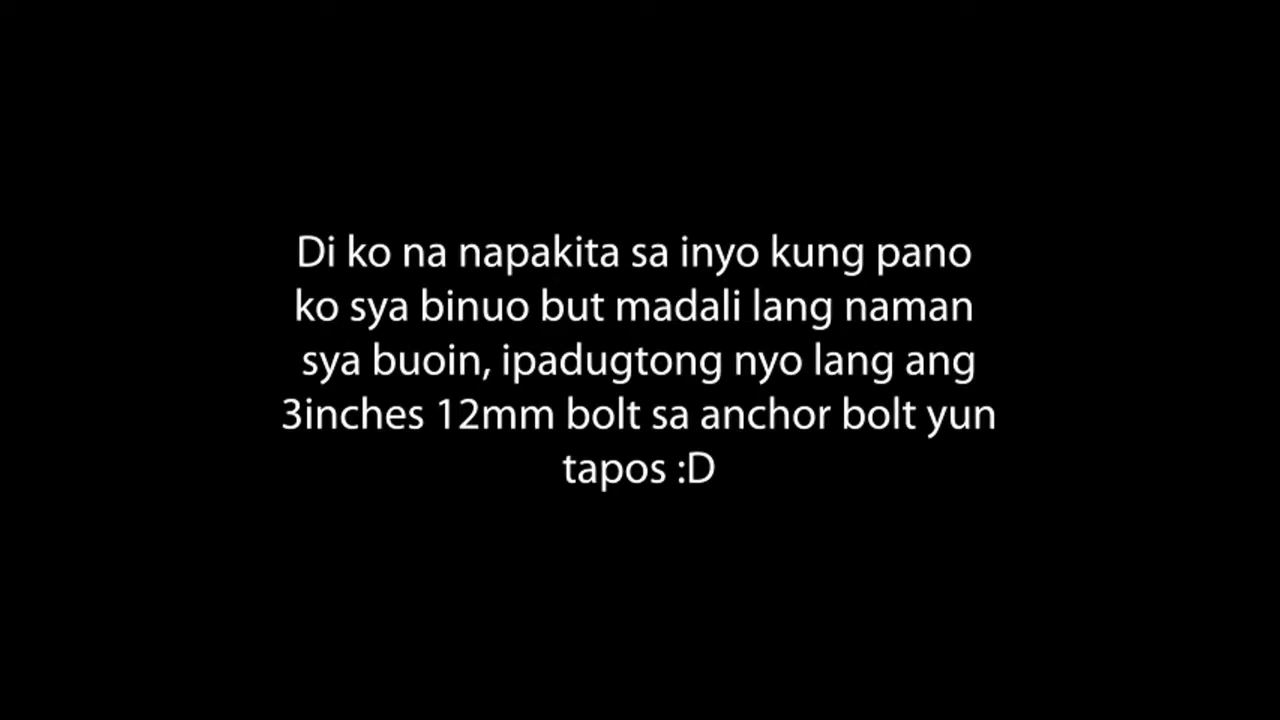 Di ko na napakita sa inyo kung pano
ko sya binuo but madali lang naman
sya buoin, ipadugtong nyo lang ang
3inches 12mm bolt sa anchor bolt yun
tapos :D